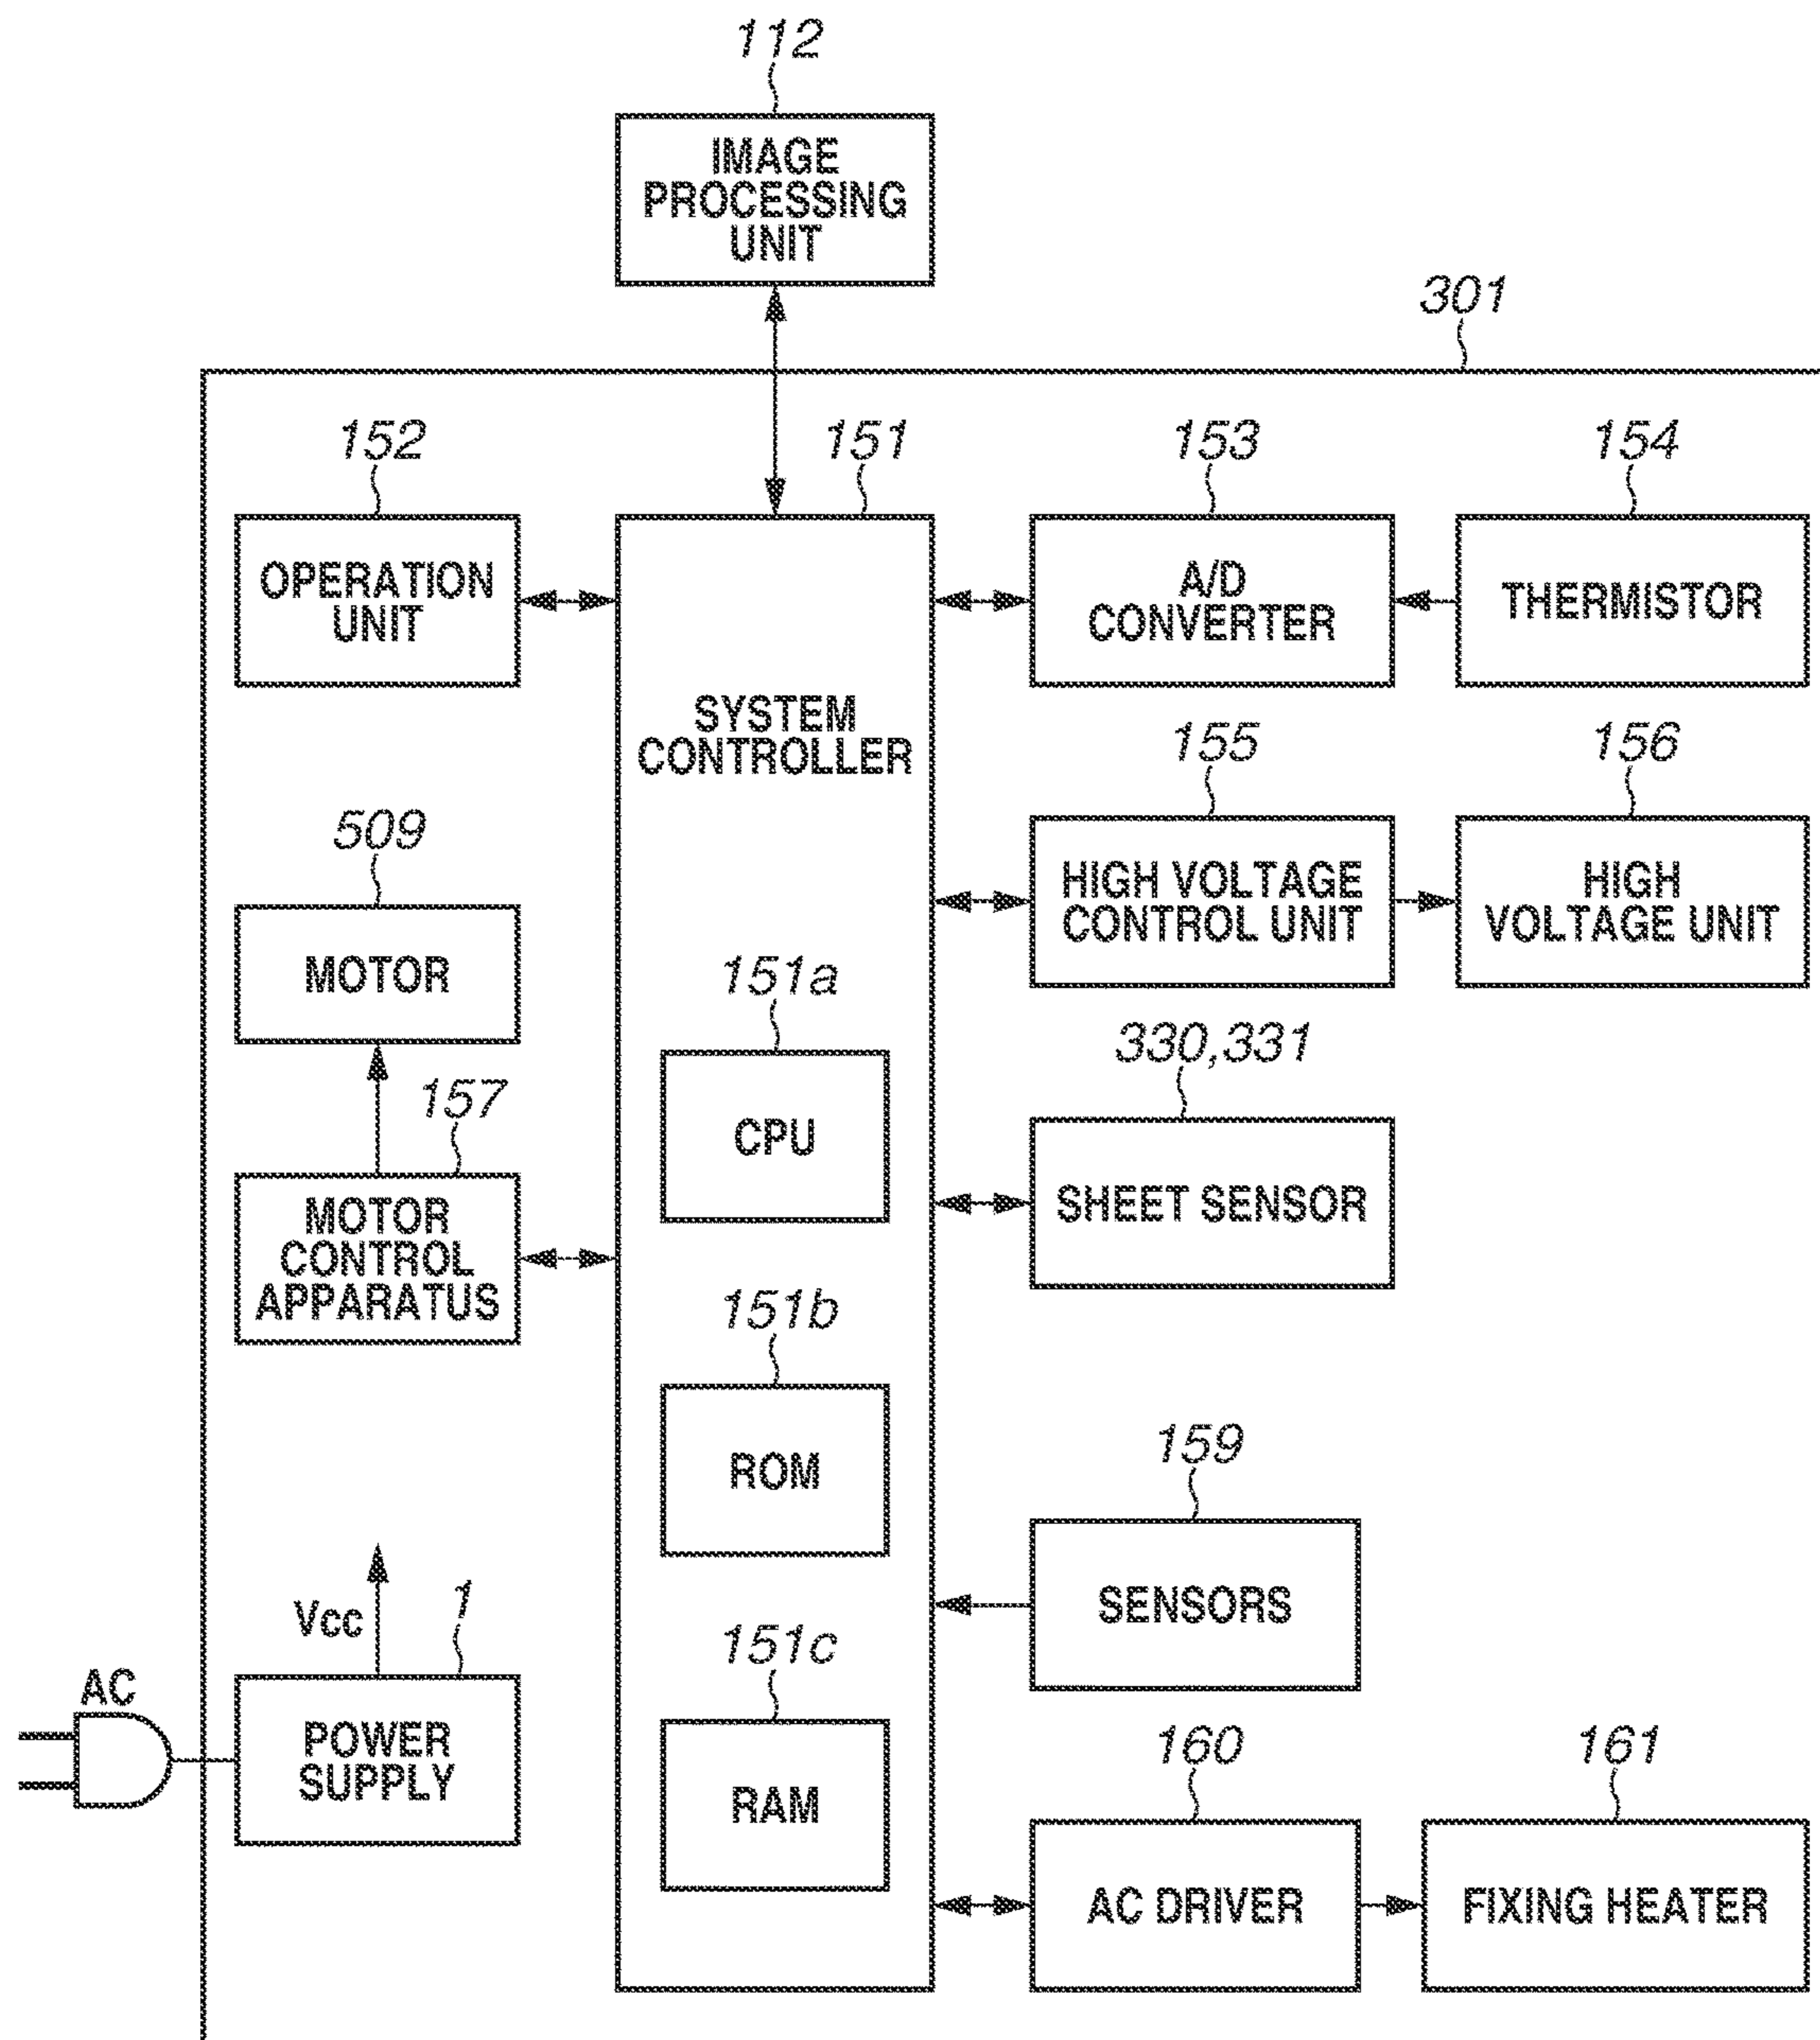 112
IMAGE
PROCESSING
UNIT
301
152
151
153
154
OPERATION
UNIT
A/D
CONVERTER
THERMISTOR
SYSTEM
CONTROLLER
155
156
HIGH VOLTAGE
CONTROL UNIT
HIGH
VOLTAGE UNIT
509
MOTOR
151a
CPU
330,331
SHEET SENSOR
157
MOTOR
CONTROL
APPARATUS
151b
ROM
159
SENSORS
Vcc
1
AC
POWER
SUPPLY
151c
RAM
160
161
AC DRIVER
FIXING HEATER